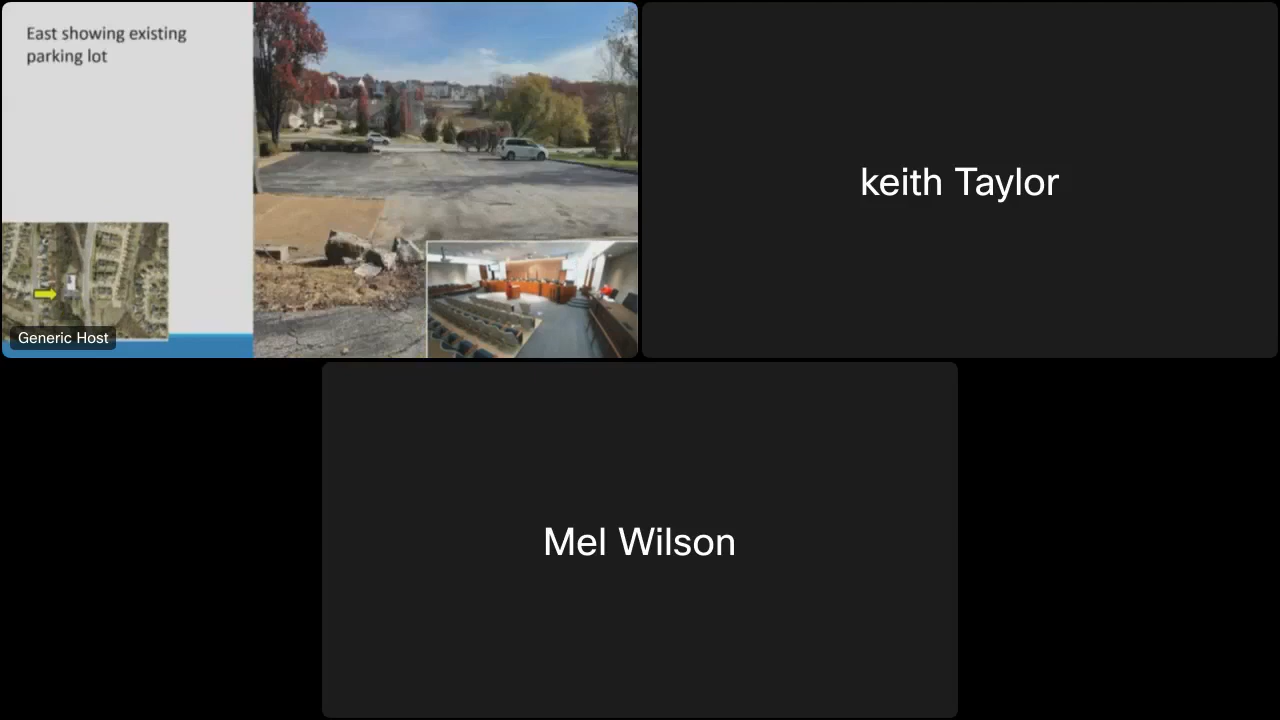 East showing existing
parking lot
Generic Host
keith Taylor
Mel Wilson